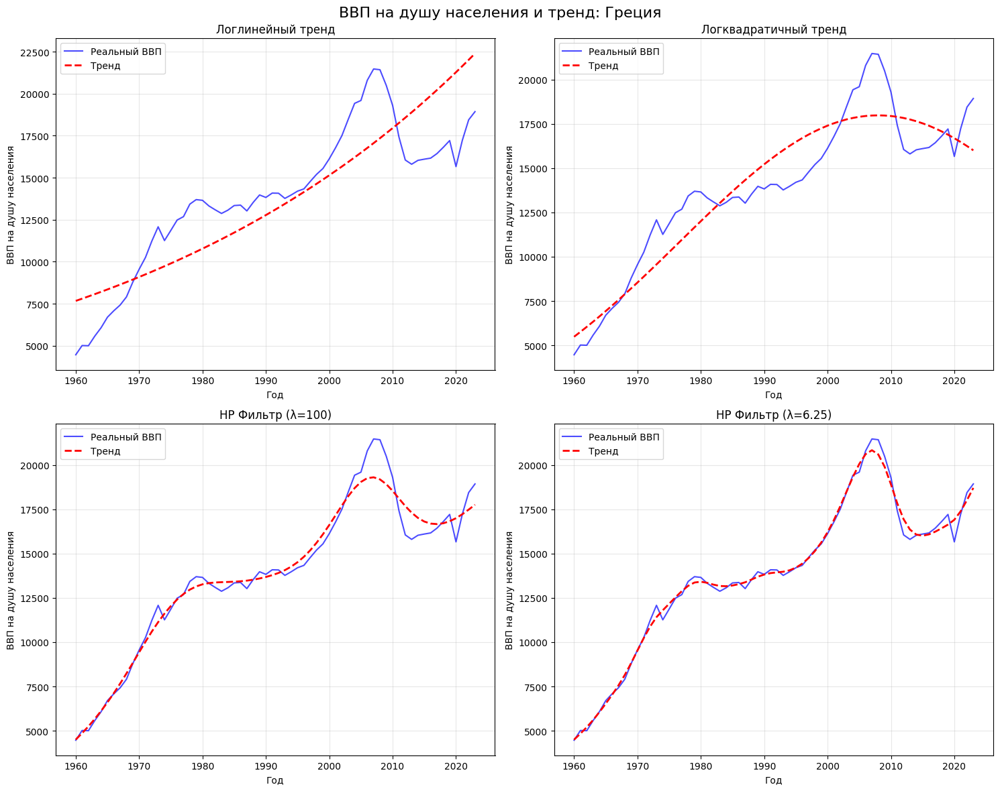 ВВП на душу населения и тренд: Греция
Логлинейный тренд
Реальный ВВП
Тренд
ВВП на душу населения
22500
20000
17500
15000
12500
10000
7500
5000
1960 1970 1980 1990 2000 2010 2020
Год
Логквадратичный тренд
Реальный ВВП
Тренд
ВВП на душу населения
20000
17500
15000
12500
10000
7500
5000
1960 1970 1980 1990 2000 2010 2020
Год
HP Фильтр (λ=100)
Реальный ВВП
Тренд
ВВП на душу населения
20000
17500
15000
12500
10000
7500
5000
1960 1970 1980 1990 2000 2010 2020
Год
HP Фильтр (λ=6.25)
Реальный ВВП
Тренд
ВВП на душу населения
20000
17500
15000
12500
10000
7500
5000
1960 1970 1980 1990 2000 2010 2020
Год